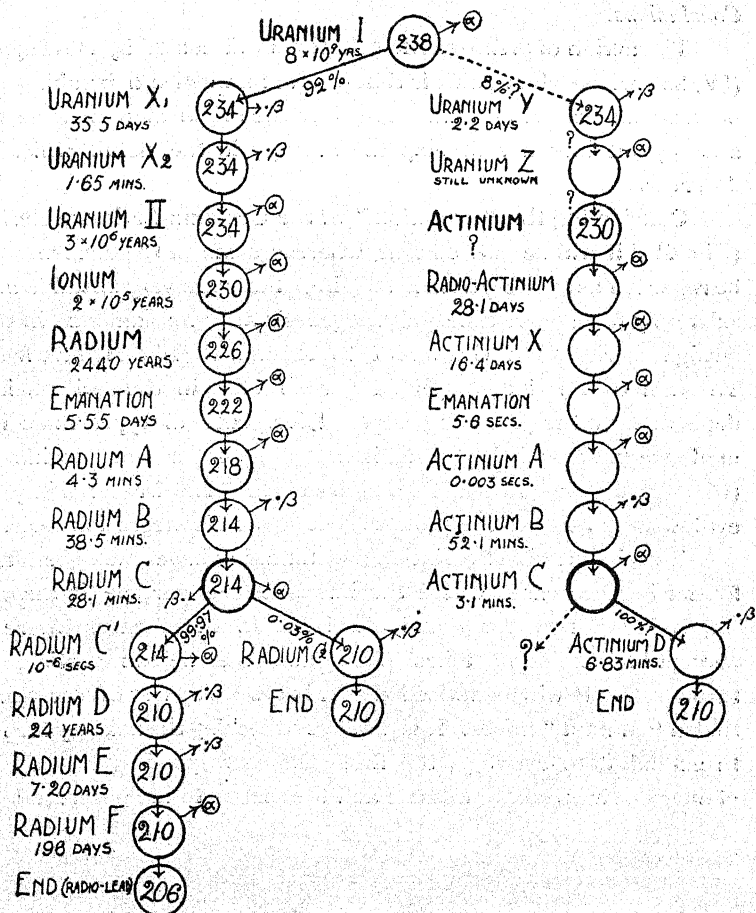 URANIUM I
8 × 10⁹ YRS.
238
α
92%
8%?
URANIUM X₁
35·5 DAYS
234
β
URANIUM X₂
1·65 MINS.
234
β
URANIUM II
3 × 10⁶ YEARS
234
α
IONIUM
2 × 10⁵ YEARS
230
α
RADIUM
2440 YEARS
226
α
EMANATION
5·55 DAYS
222
α
RADIUM A
4·3 MINS
218
α
RADIUM B
38·5 MINS.
214
β
RADIUM C
28·1 MINS.
214
β
α
99.97
%
0.03%
RADIUM C'
10⁻⁶ SECS
214
α
RADIUM D
24 YEARS
210
β
RADIUM E
7·20 DAYS
210
β
RADIUM F
196 DAYS
210
α
END (RADIO-LEAD)
206
RADIUM C₂
210
β
END
210
URANIUM Y
2·2 DAYS
234
β
?
URANIUM Z
STILL UNKNOWN
α
?
ACTINIUM
?
230
RADIO-ACTINIUM
28·1 DAYS
α
ACTINIUM X
16·4 DAYS
α
EMANATION
5·6 SECS.
α
ACTINIUM A
0·003 SECS.
α
ACTINIUM B
52·1 MINS.
β
ACTINIUM C
3·1 MINS.
α
?
100%?
ACTINIUM D
6·83 MINS.
β
END
210